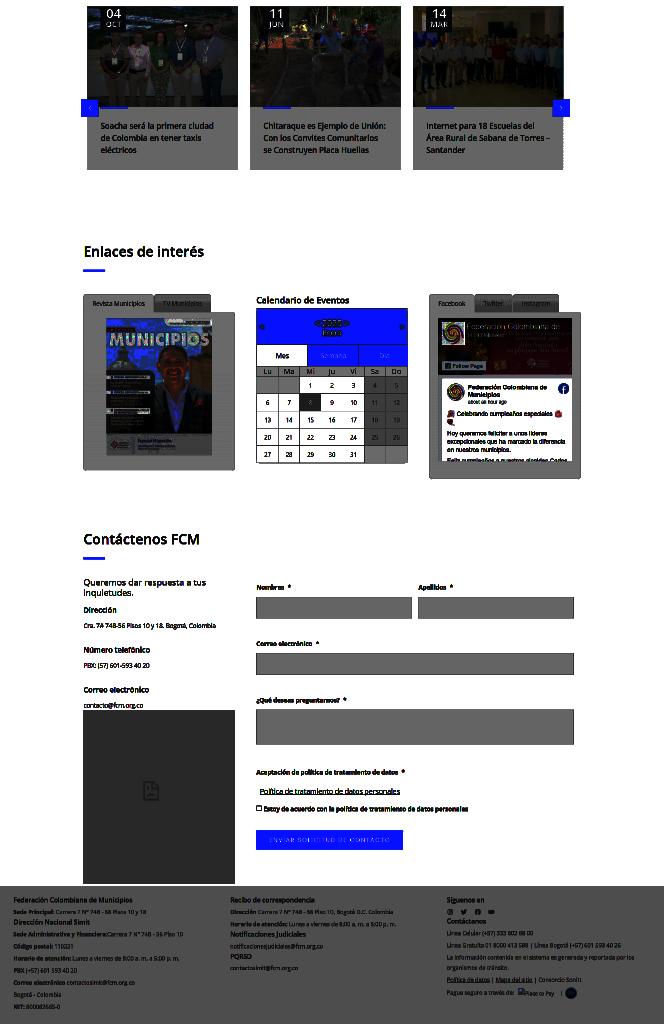 04
OCT
11
JUN
14
MAR
Soacha será la primera ciudad
de Colombia en tener taxis
eléctricos
Chitaraque es Ejemplo de Unión:
Con los Convites Comunitarios
se Construyen Placa Huellas
Internet para 18 Escuelas del
Área Rural de Sabana de Torres –
Santander
Enlaces de interés
Revista Municipios
TV Municipios
MUNICIPIOS
Calendario de Eventos
Enero
Mes
Semana
Día
Lu Ma Mi Ju Vi Sa Do
1 2 3 4 5
6 7 8 9 10 11 12
13 14 15 16 17 18 19
20 21 22 23 24 25 26
27 28 29 30 31
Facebook
Twitter
Instagram
Federación Colombiana de
Follow Page
Federación Colombiana de
Municipios
about an hour ago
Celebrando cumpleaños especiales
Hoy queremos felicitar a unos líderes
excepcionales que ha marcado la diferencia
en nuestros municipios.
Contáctenos FCM
Queremos dar respuesta a tus
inquietudes.
Dirección
Cra. 7# 74B-56 Pisos 10 y 18. Bogotá, Colombia
Número telefónico
PBX: (57) 601-593 40 20
Correo electrónico
contacto@fcm.org.co
Nombres *
Apellidos *
Correo electrónico *
¿Qué deseas preguntarnos? *
Aceptación de política de tratamiento de datos *
Política de tratamiento de datos personales
Estoy de acuerdo con la política de tratamiento de datos personales
ENVIAR SOLICITUD DE CONTACTO
Federación Colombiana de Municipios
Sede Principal: Carrera 7 N° 74B - 56 Pisos 10 y 18
Dirección Nacional Simit
Sede Administrativa y Financiera: Carrera 7 N° 74B - 56 Piso 10
Código postal: 110231
Horario de atención: Lunes a viernes de 8:00 a. m. a 5:00 p. m.
PBX (+57) 601 593 40 20
Correo electrónico contactosimit@fcm.org.co
Bogotá - Colombia
NIT: 800082665-0
Recibo de correspondencia
Dirección Carrera 7 N° 74B - 56 Piso 10, Bogotá D.C. Colombia
Horario de atención: Lunes a viernes de 8:00 a. m. a 5:00 p. m.
Notificaciones Judiciales
notificacionesjudiciales@fcm.org.co
PQRSD
contactosimit@fcm.org.co
Síguenos en
Contáctanos
Línea Celular (+57) 333 602 66 00
Línea Gratuita 01 8000 413 588 | Línea Bogotá (+57) 601 593 40 26
La información contenida en el sistema es generada y reportada por los
organismos de tránsito.
Política de datos | Mapa del sitio | Consorcio Sonitt
Pague seguro a través de: Place to Pay |